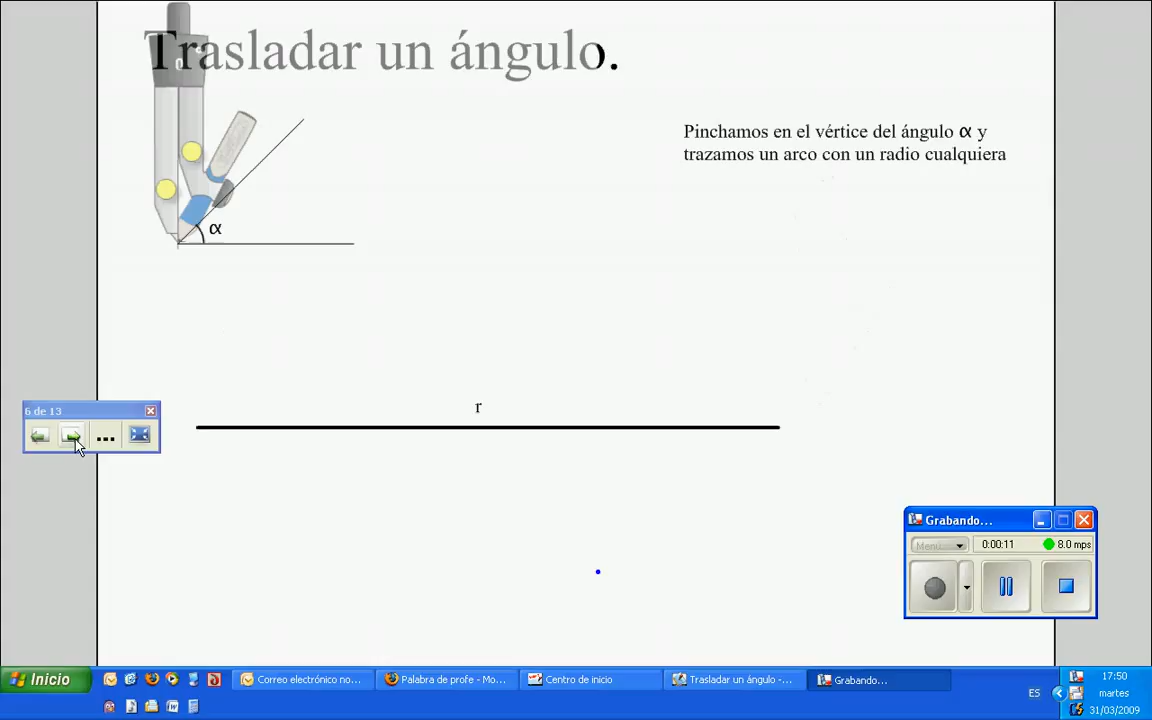 Trasladar un ángulo.
Pinchamos en el vértice del ángulo α y
trazamos un arco con un radio cualquiera
α
r
6 de 13
...
Grabando...
Menú
0:00:11
8.0 mps
Inicio
Correo electrónico no...
Palabra de profe - Mo...
Centro de inicio
Trasladar un ángulo -...
Grabando...
ES
17:50
martes
31/03/2009